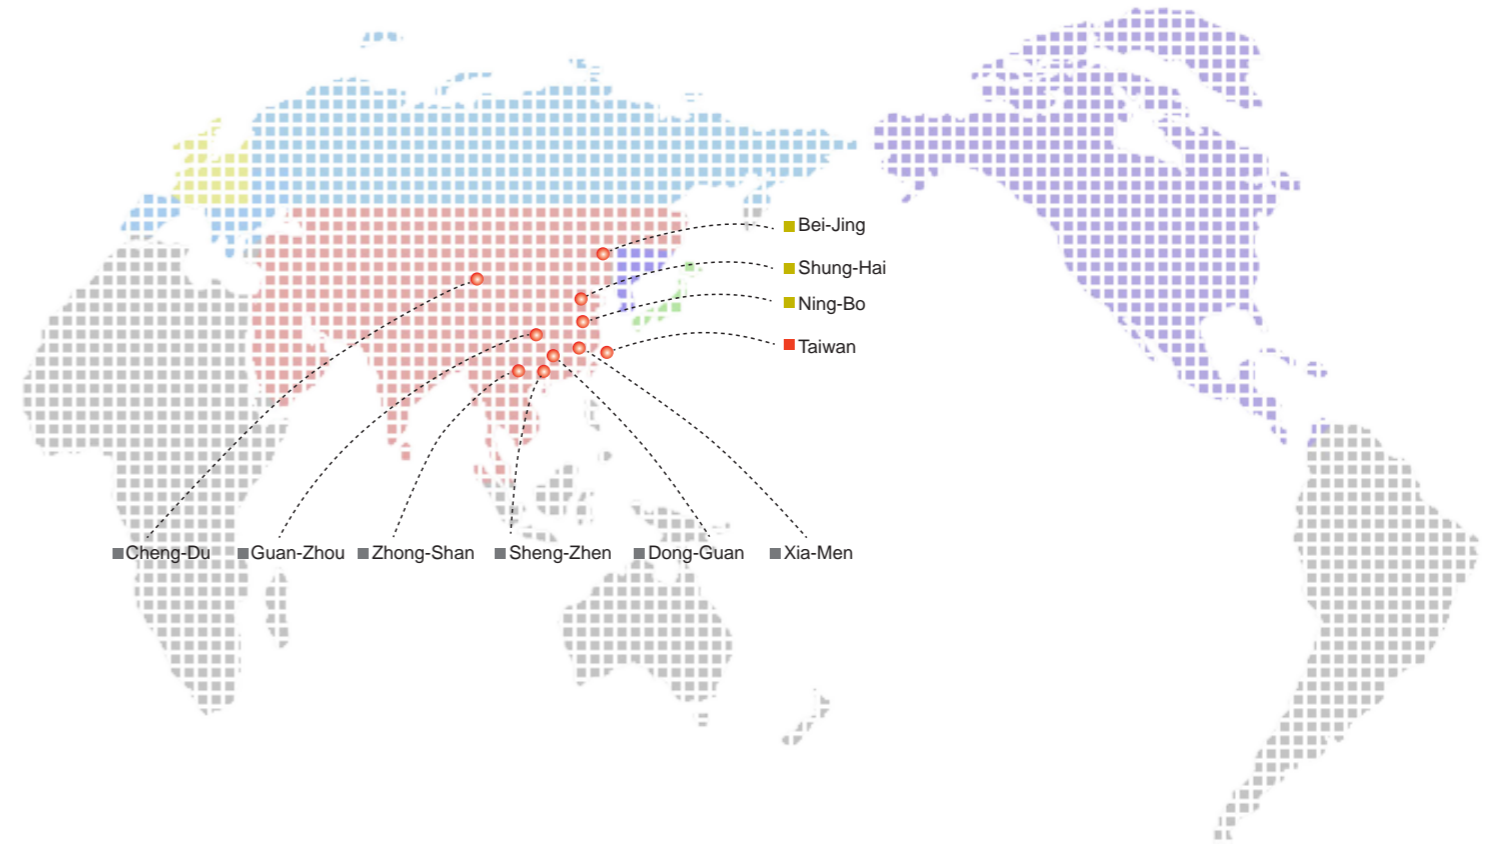 Bei-Jing
Shung-Hai
Ning-Bo
Taiwan
Cheng-Du
Guan-Zhou
Zhong-Shan
Sheng-Zhen
Dong-Guan
Xia-Men